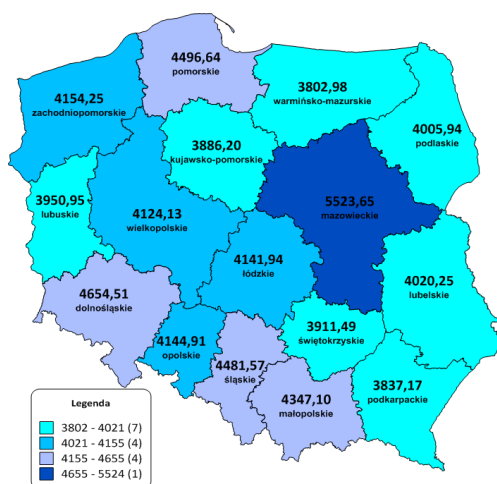 4496,64
pomorskie
4154,25
zachodniopomorskie
3802,98
warmińsko-mazurskie
4005,94
podlaskie
3886,20
kujawsko-pomorskie
3950,95
lubuskie
4124,13
wielkopolskie
5523,65
mazowieckie
4141,94
łódzkie
4020,25
lubelskie
4654,51
dolnośląskie
4144,91
opolskie
4481,57
śląskie
3911,49
świętokrzyskie
4347,10
małopolskie
3837,17
podkarpackie
Legenda
3802 - 4021 (7)
4021 - 4155 (4)
4155 - 4655 (4)
4655 - 5524 (1)